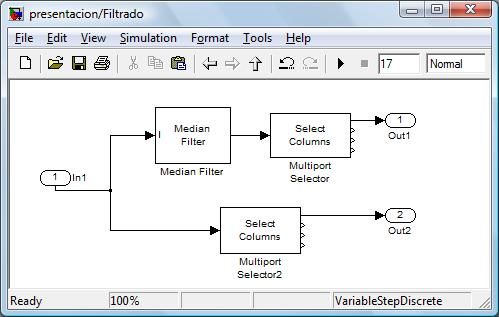 presentacion/Filtrado
File Edit View Simulation Format Tools Help
17 Normal
Median
Filter
I
Median Filter
Select
Columns
Multiport
Selector
1
Out1
1
In1
Select
Columns
Multiport
Selector2
2
Out2
Ready 100% VariableStepDiscrete